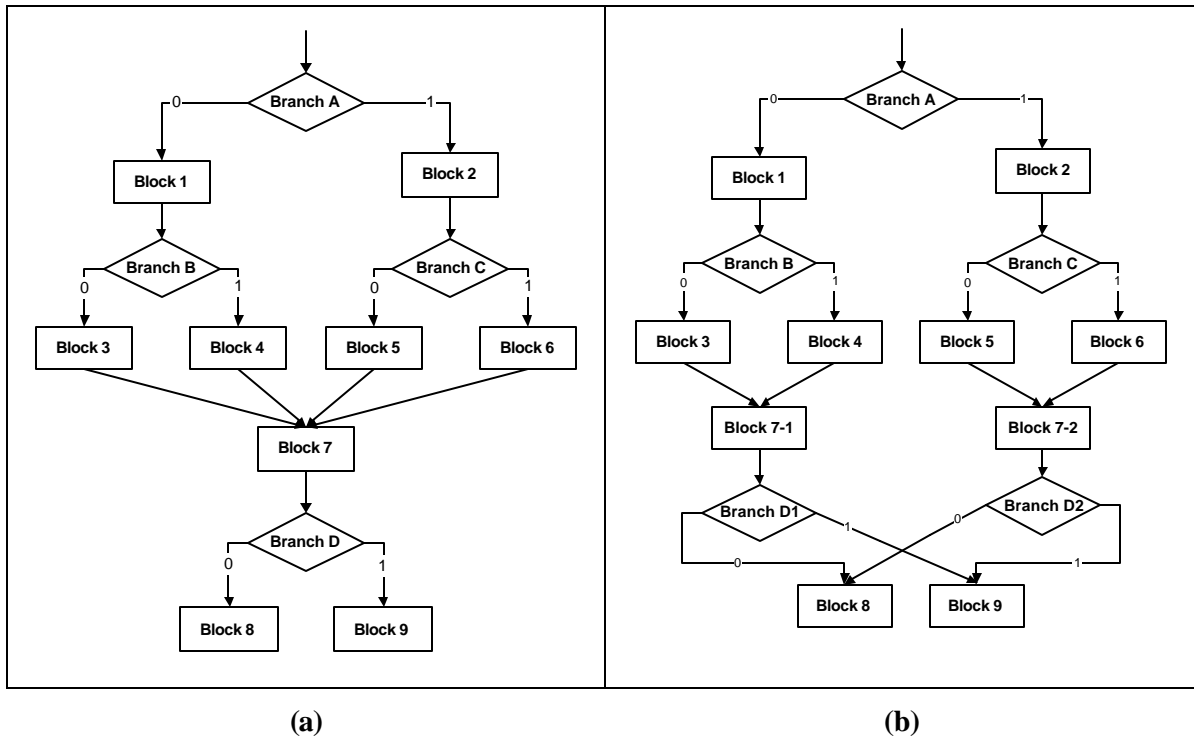 Branch A
0
1
Block 1
Block 2
Branch B
Branch C
0
1
0
1
Block 3
Block 4
Block 5
Block 6
Block 7
Branch D
0
1
Block 8
Block 9
(a)
Branch A
0
1
Block 1
Block 2
Branch B
Branch C
0
1
0
1
Block 3
Block 4
Block 5
Block 6
Block 7-1
Block 7-2
Branch D1
Branch D2
0
1
0
1
Block 8
Block 9
(b)